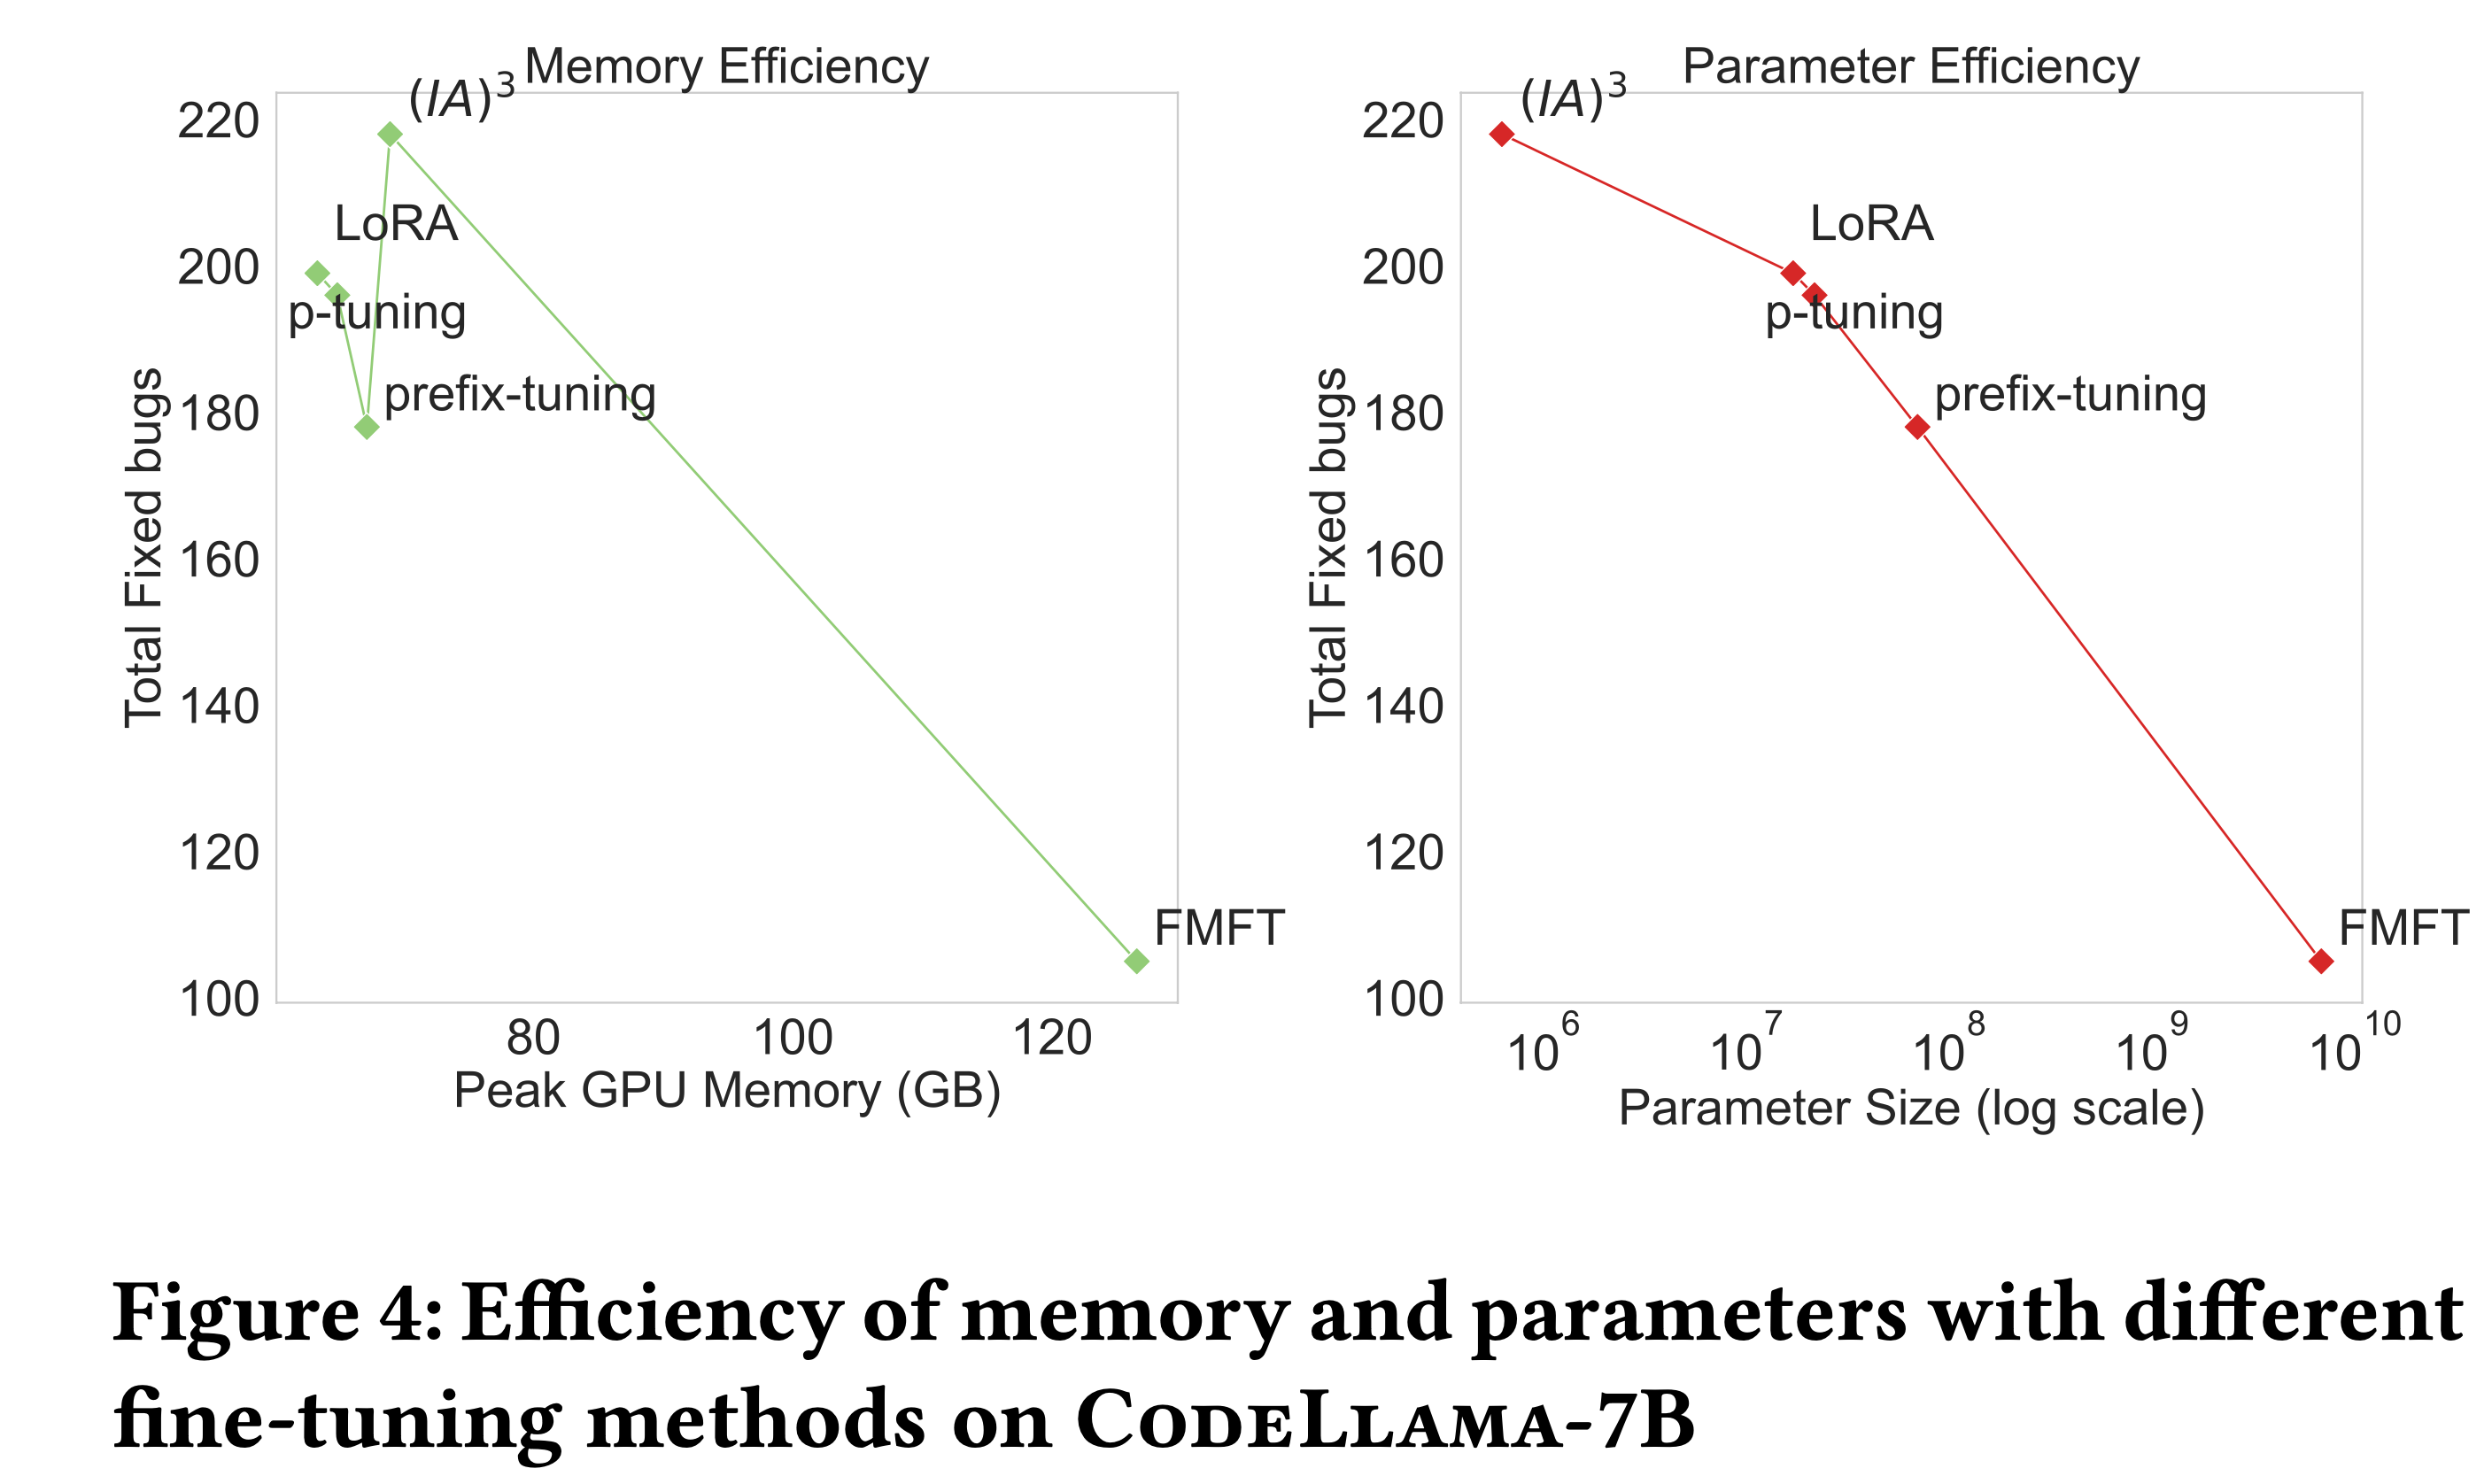 Memory Efficiency
(IA)³
220
LoRA
200
p-tuning
prefix-tuning
180
160
140
120
FMFT
100
Total Fixed bugs
80 100 120
Peak GPU Memory (GB)
Parameter Efficiency
(IA)³
220
LoRA
200
p-tuning
prefix-tuning
180
160
140
120
FMFT
100
Total Fixed bugs
10⁶ 10⁷ 10⁸ 10⁹ 10¹⁰
Parameter Size (log scale)
Figure 4: Efficiency of memory and parameters with different
fine-tuning methods on CodeLlama-7B